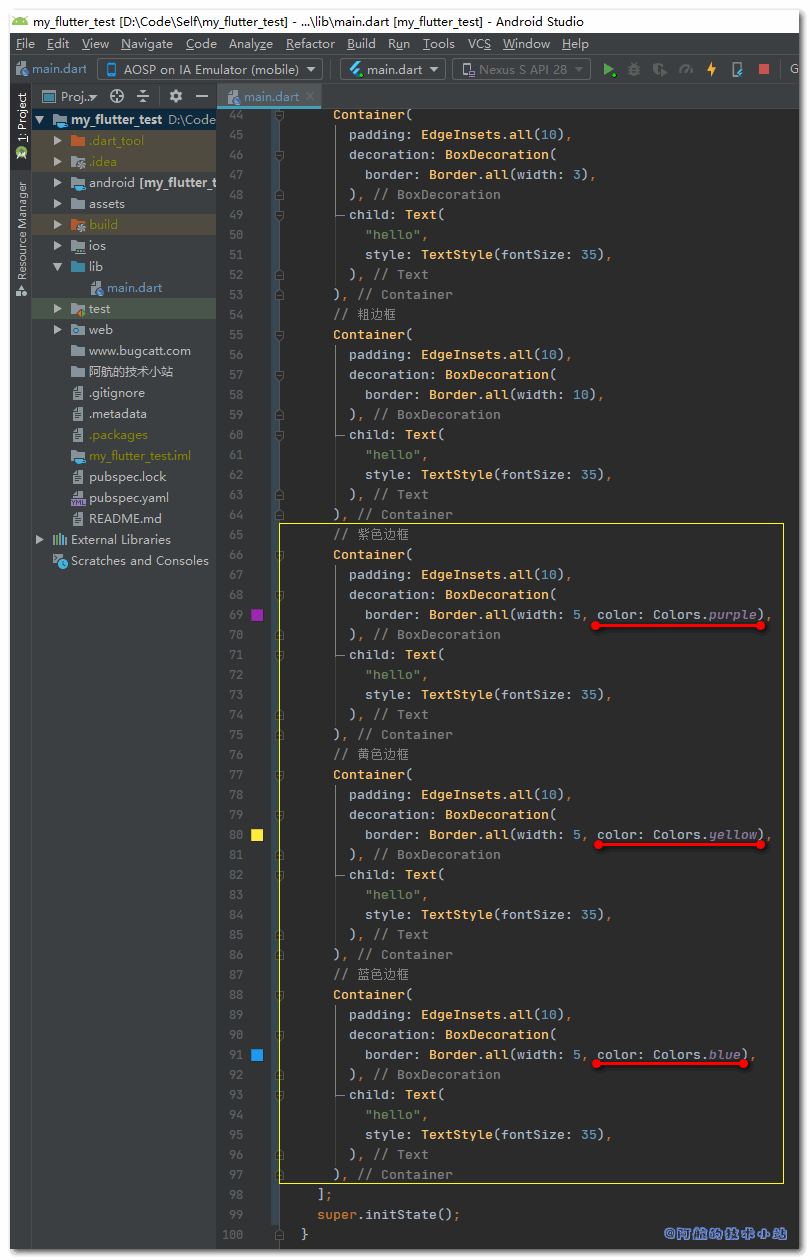 my_flutter_test [D:\Code\Self\my_flutter_test] - ...\lib\main.dart [my_flutter_test] - Android Studio
File Edit View Navigate Code Analyze Refactor Build Run Tools VCS Window Help
main.dart AOSP on IA Emulator (mobile) main.dart Nexus S API 28 G
Proj.. main.dart
1: Project
Resource Manager
my_flutter_test D:\Code
.dart_tool
.idea
android [my_flutter_t
assets
build
ios
lib
main.dart
test
web
www.bugcatt.com
阿航的技术小站
.gitignore
.metadata
.packages
my_flutter_test.iml
pubspec.lock
pubspec.yaml
README.md
External Libraries
Scratches and Consoles
44 Container(
45 padding: EdgeInsets.all(10),
46 decoration: BoxDecoration(
47 border: Border.all(width: 3),
48 ), // BoxDecoration
49 child: Text(
50 "hello",
51 style: TextStyle(fontSize: 35),
52 ), // Text
53 ), // Container
54 // 粗边框
55 Container(
56 padding: EdgeInsets.all(10),
57 decoration: BoxDecoration(
58 border: Border.all(width: 10),
59 ), // BoxDecoration
60 child: Text(
61 "hello",
62 style: TextStyle(fontSize: 35),
63 ), // Text
64 ), // Container
65 // 紫色边框
66 Container(
67 padding: EdgeInsets.all(10),
68 decoration: BoxDecoration(
69 border: Border.all(width: 5, color: Colors.purple),
70 ), // BoxDecoration
71 child: Text(
72 "hello",
73 style: TextStyle(fontSize: 35),
74 ), // Text
75 ), // Container
76 // 黄色边框
77 Container(
78 padding: EdgeInsets.all(10),
79 decoration: BoxDecoration(
80 border: Border.all(width: 5, color: Colors.yellow),
81 ), // BoxDecoration
82 child: Text(
83 "hello",
84 style: TextStyle(fontSize: 35),
85 ), // Text
86 ), // Container
87 // 蓝色边框
88 Container(
89 padding: EdgeInsets.all(10),
90 decoration: BoxDecoration(
91 border: Border.all(width: 5, color: Colors.blue),
92 ), // BoxDecoration
93 child: Text(
94 "hello",
95 style: TextStyle(fontSize: 35),
96 ), // Text
97 ), // Container
98 ];
99 super.initState();
100 }
@阿航的技术小站